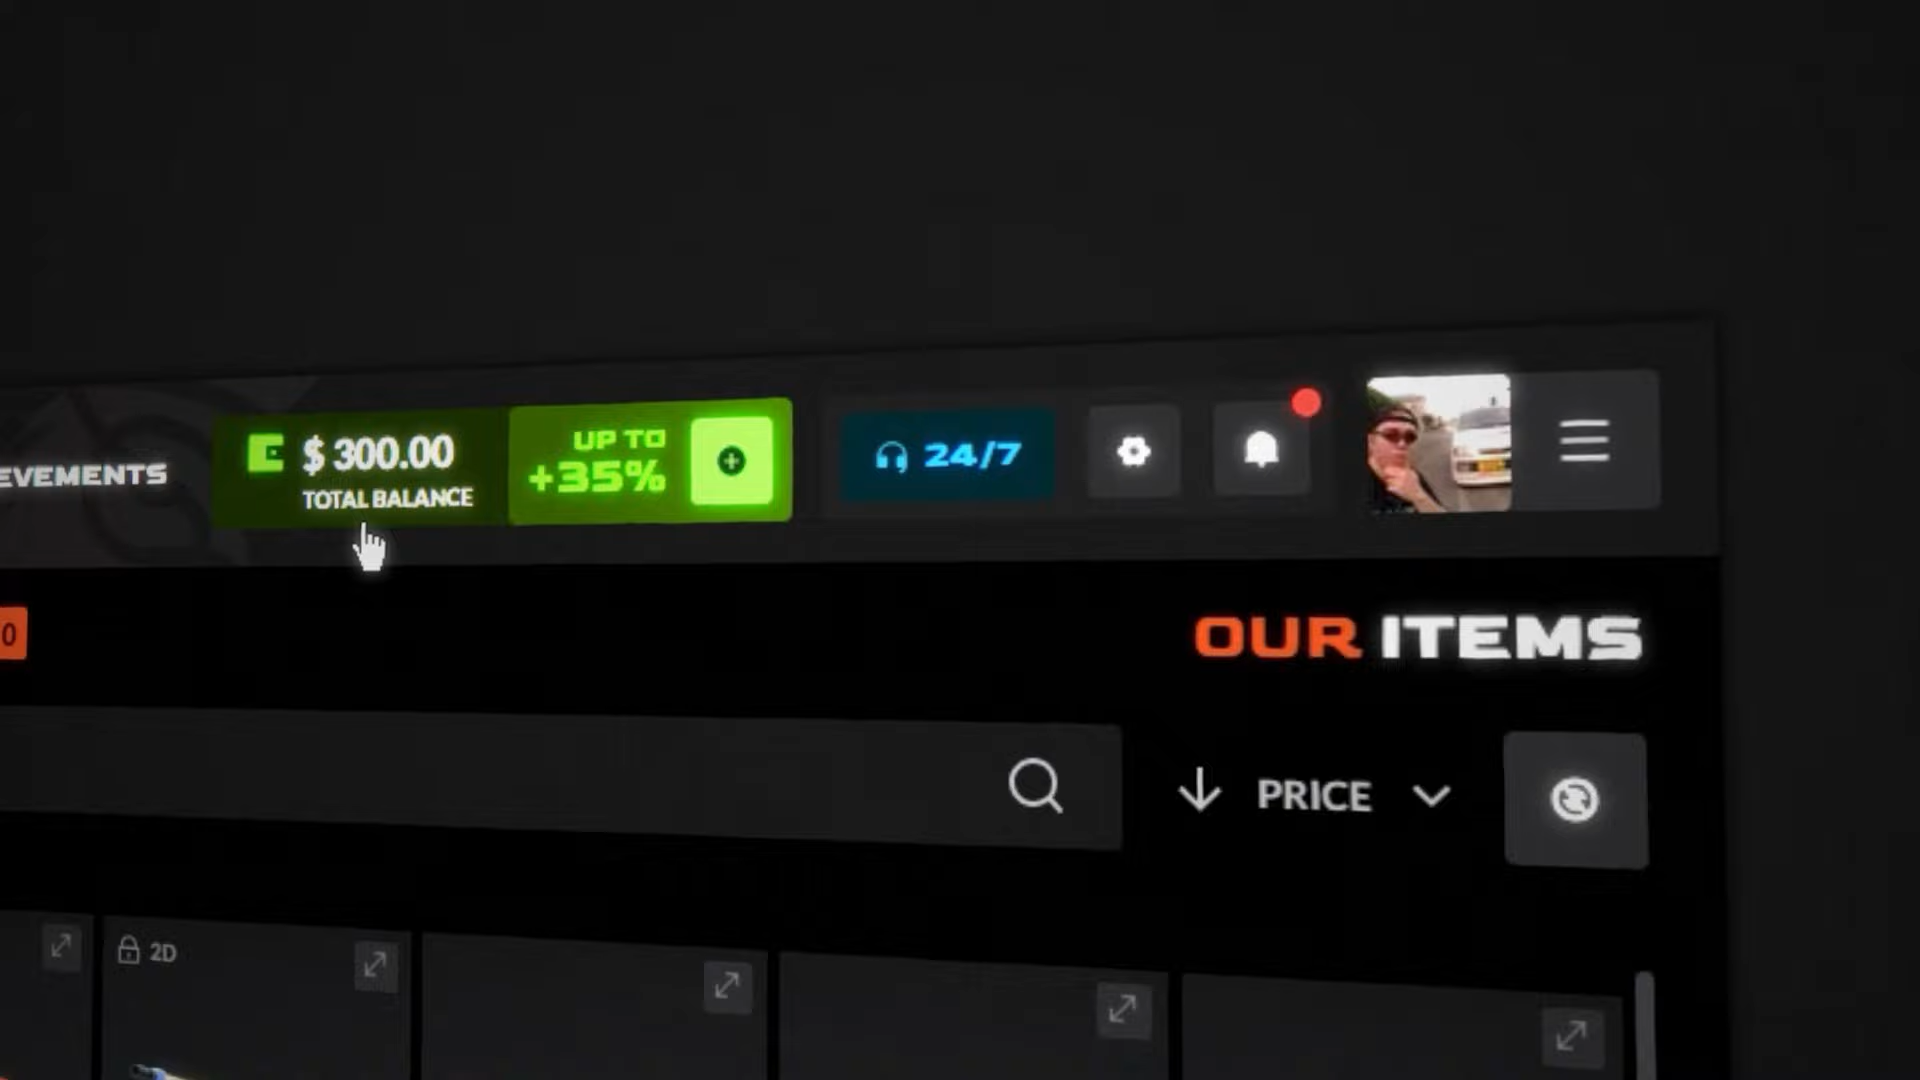 EVEMENTS
$ 300.00
TOTAL BALANCE
UP TO
+35%
24/7
0
OUR ITEMS
PRICE
2D